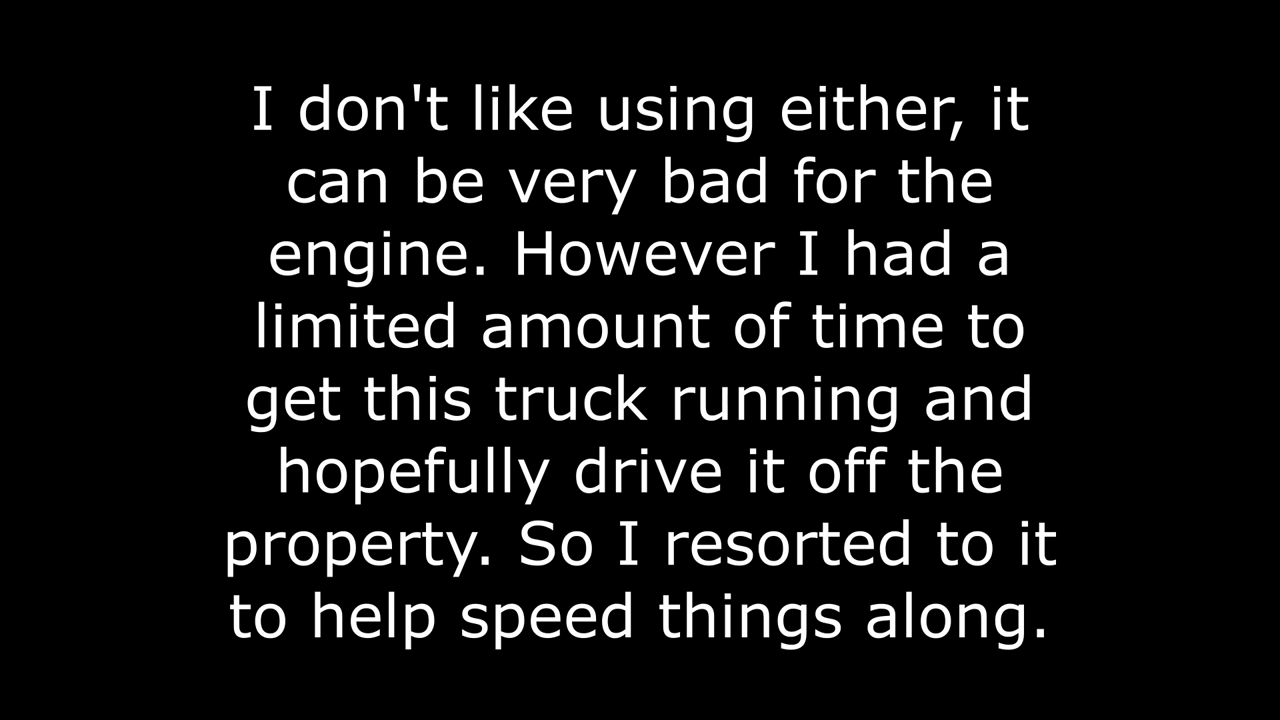 I don't like using either, it
can be very bad for the
engine. However I had a
limited amount of time to
get this truck running and
hopefully drive it off the
property. So I resorted to it
to help speed things along.